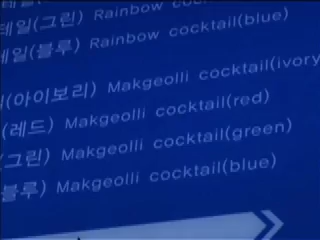 테일(그린) Rainbow
테일(블루) Rainbow cocktail(blue)
(아이보리) Makgeolli cocktail(ivory
(레드) Makgeolli cocktail(red)
(그린) Makgeolli cocktail(green)
블루) Makgeolli cocktail(blue)